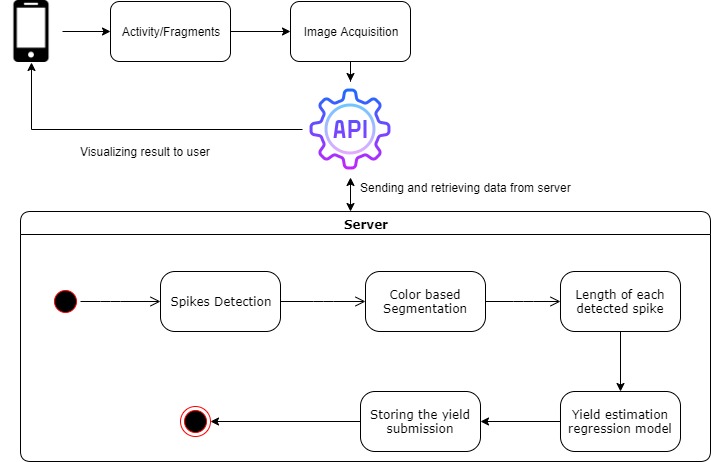 Activity/Fragments
Image Acquisition
API
Visualizing result to user
Sending and retrieving data from server
Server
Spikes Detection
Color based
Segmentation
Length of each
detected spike
Storing the yield
submission
Yield estimation
regression model